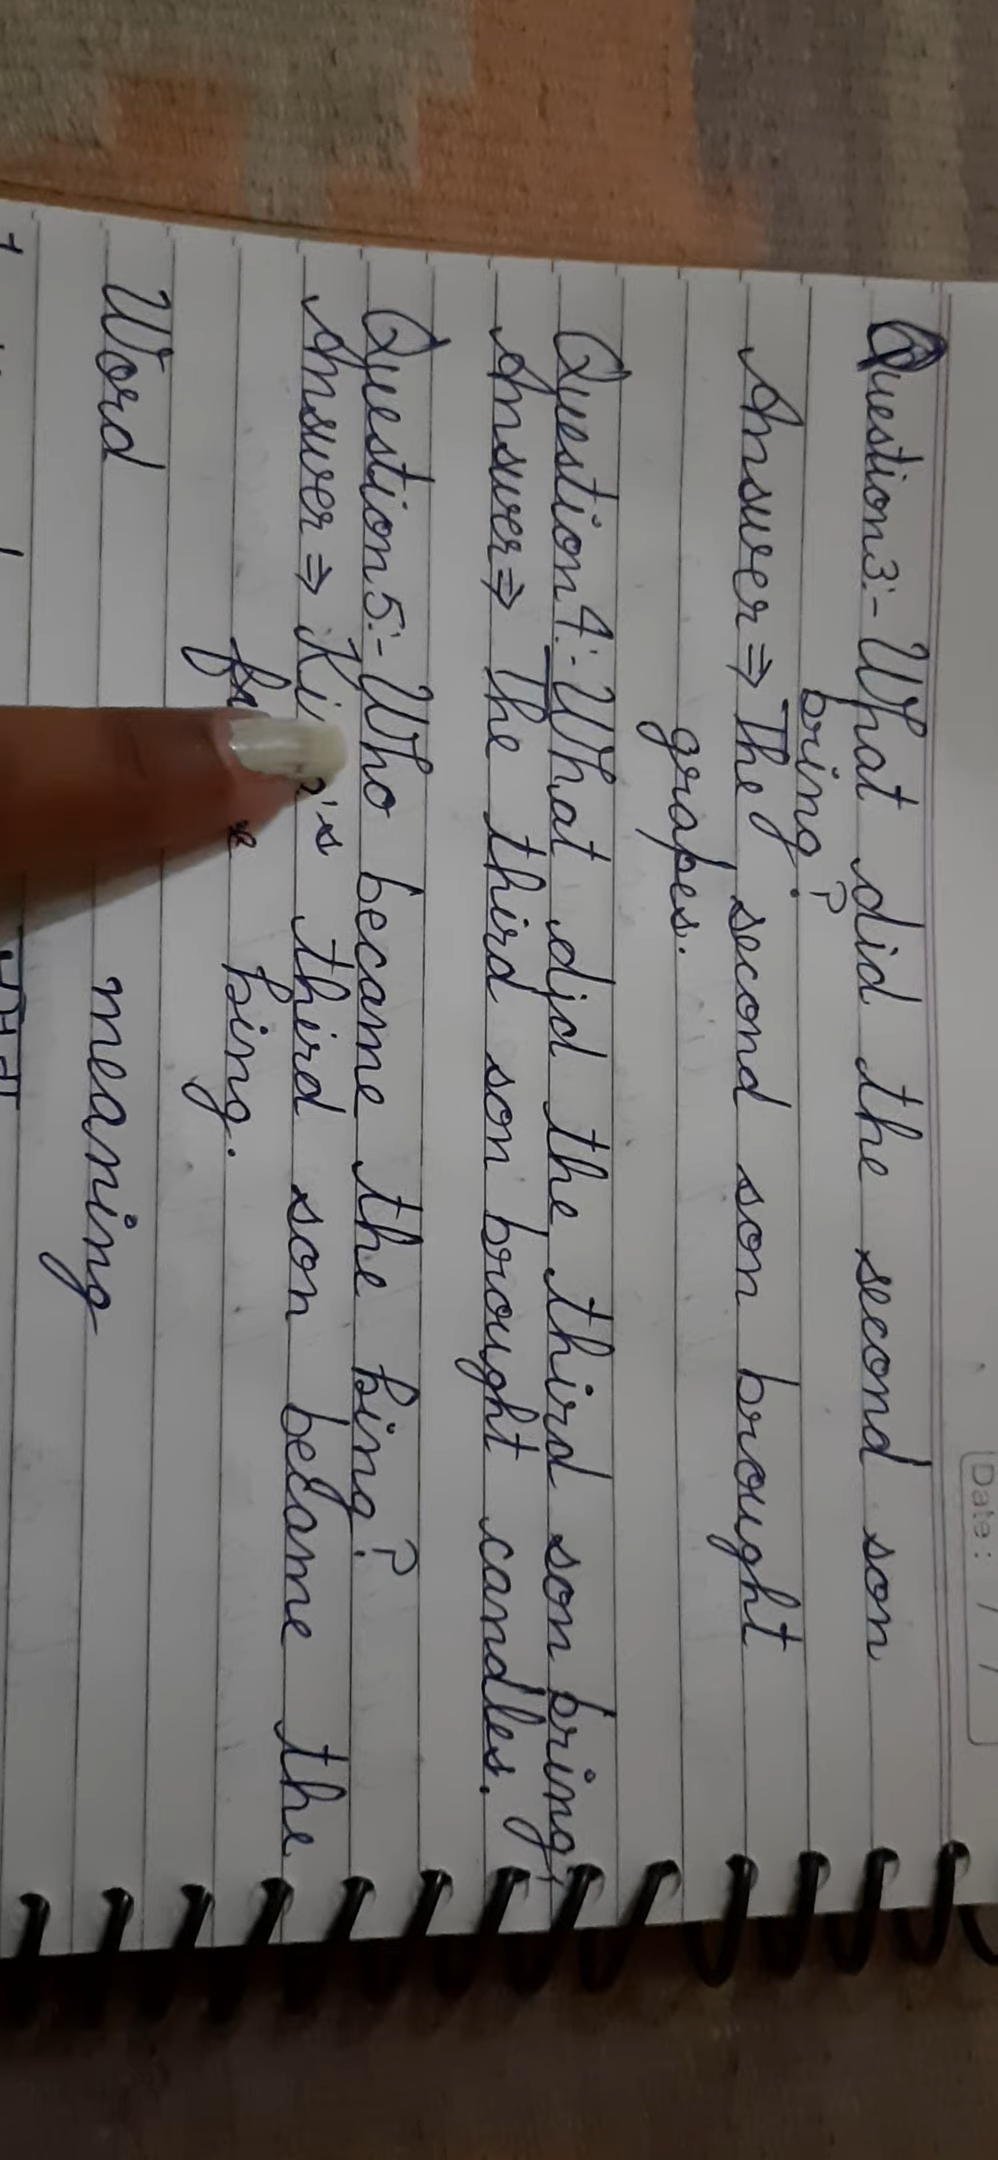 Date: / /
Question3:- What did the second son
bring?
Answer⇒ The second son brought
grapes.
Question4:- What did the third son bring
Answer⇒ The third son brought candles.
Question5:- Who became the king?
Answer⇒ third son became the
king.
Word meaning